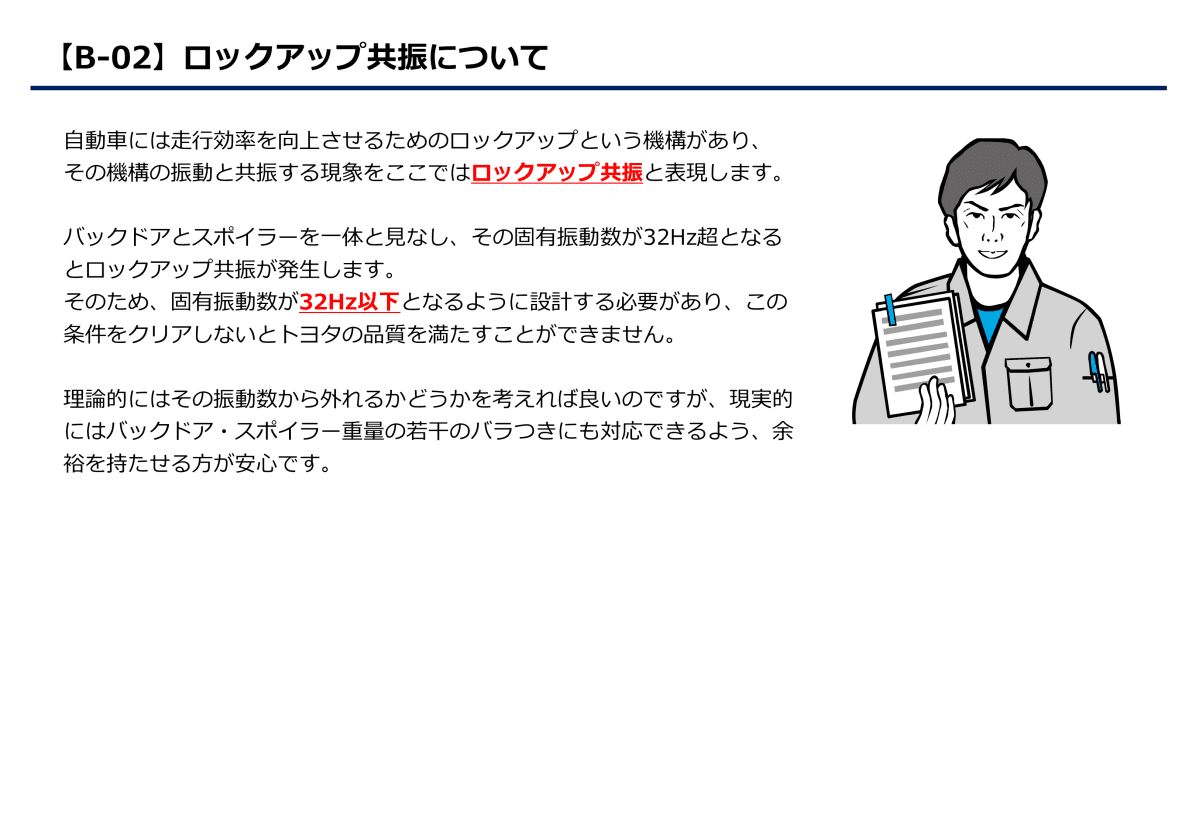 【B-02】ロックアップ共振について
自動車には走行効率を向上させるためのロックアップという機構があり、
その機構の振動と共振する現象をここではロックアップ共振と表現します。
バックドアとスポイラーを一体と見なし、その固有振動数が32Hz超となる
とロックアップ共振が発生します。
そのため、固有振動数が32Hz以下となるように設計する必要があり、この
条件をクリアしないとトヨタの品質を満たすことができません。
理論的にはその振動数から外れるかどうかを考えれば良いのですが、現実的
にはバックドア・スポイラー重量の若干のバラつきにも対応できるよう、余
裕を持たせる方が安心です。